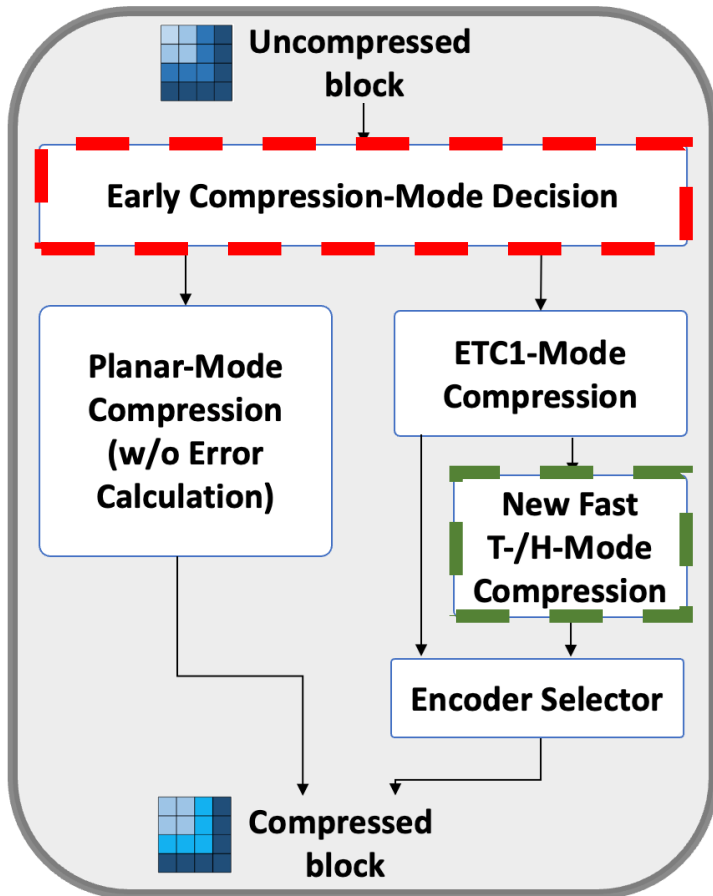 Uncompressed
block
Early Compression-Mode Decision
Planar-Mode
Compression
(w/o Error
Calculation)
ETC1-Mode
Compression
New Fast
T-/H-Mode
Compression
Encoder Selector
Compressed
block